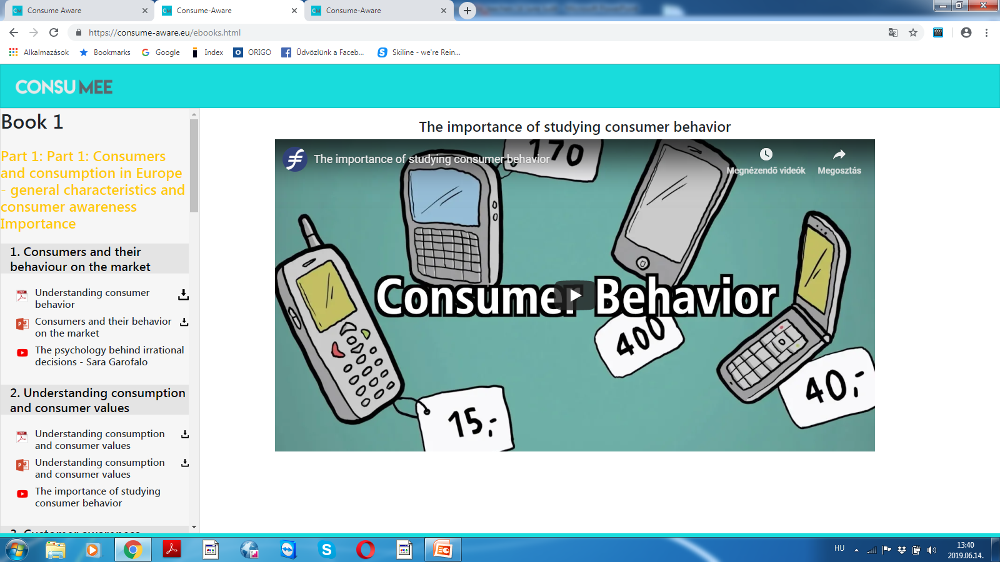 Consume Aware
Consume-Aware
Consume-Aware
https://consume-aware.eu/ebooks.html
Alkalmazások
Bookmarks
Google
Index
ORIGO
Üdvözlünk a Faceb...
Skiline - we're Rein...
CONSUMEE
Book 1
Part 1: Part 1: Consumers
and consumption in Europe
- general characteristics and
consumer awareness
Importance
1. Consumers and their
behaviour on the market
Understanding consumer
behavior
Consumers and their behavior
on the market
The psychology behind irrational
decisions - Sara Garofalo
2. Understanding consumption
and consumer values
Understanding consumption
and consumer values
Understanding consumption
and consumer values
The importance of studying
consumer behavior
The importance of studying consumer behavior
The importance of studying consumer behavior
Megnézendő videók
Megosztás
170
Consumer Behavior
400
40,-
15,-
HU
13:40
2019.06.14.